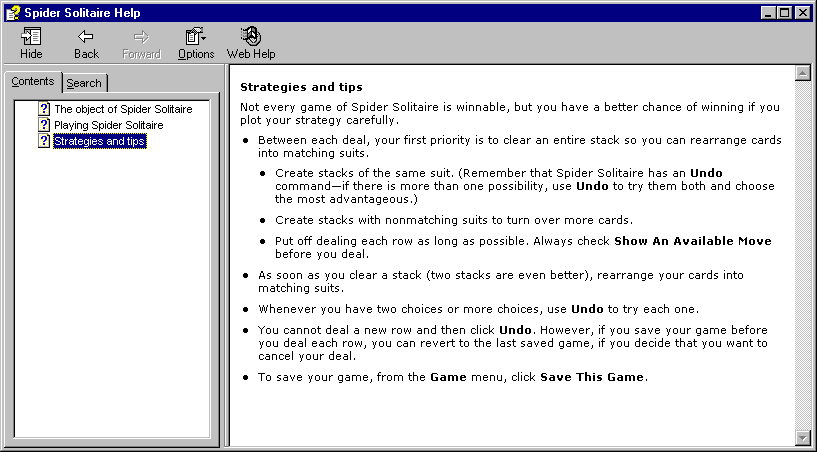 Spider Solitaire Help
Hide Back Forward Options Web Help
Contents Search
The object of Spider Solitaire
Playing Spider Solitaire
Strategies and tips
Strategies and tips
Not every game of Spider Solitaire is winnable, but you have a better chance of winning if you
plot your strategy carefully.
• Between each deal, your first priority is to clear an entire stack so you can rearrange cards
into matching suits.
• Create stacks of the same suit. (Remember that Spider Solitaire has an Undo
command—if there is more than one possibility, use Undo to try them both and choose
the most advantageous.)
• Create stacks with nonmatching suits to turn over more cards.
• Put off dealing each row as long as possible. Always check Show An Available Move
before you deal.
• As soon as you clear a stack (two stacks are even better), rearrange your cards into
matching suits.
• Whenever you have two choices or more choices, use Undo to try each one.
• You cannot deal a new row and then click Undo. However, if you save your game before
you deal each row, you can revert to the last saved game, if you decide that you want to
cancel your deal.
• To save your game, from the Game menu, click Save This Game.